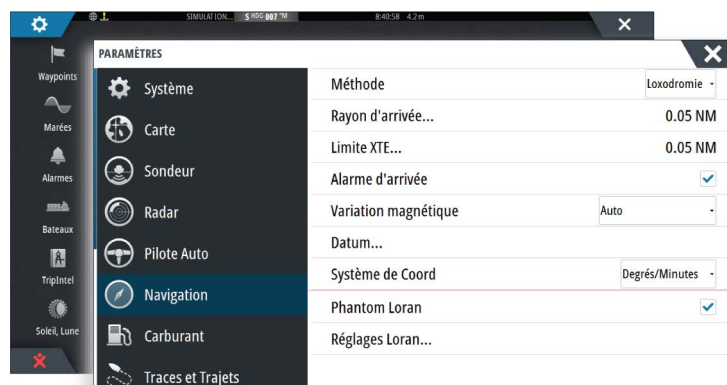 SIMULATION... S HDG 007 °M 8:40:58 4.2m
Waypoints
Marées
Alarmes
Bateaux
TripIntel
Soleil, Lune
PARAMÈTRES
Système
Carte
Sondeur
Radar
Pilote Auto
Navigation
Carburant
Traces et Trajets
Méthode Loxodromie
Rayon d'arrivée... 0.05 NM
Limite XTE... 0.05 NM
Alarme d'arrivée
Variation magnétique Auto
Datum...
Système de Coord Degrés/Minutes
Phantom Loran
Réglages Loran...